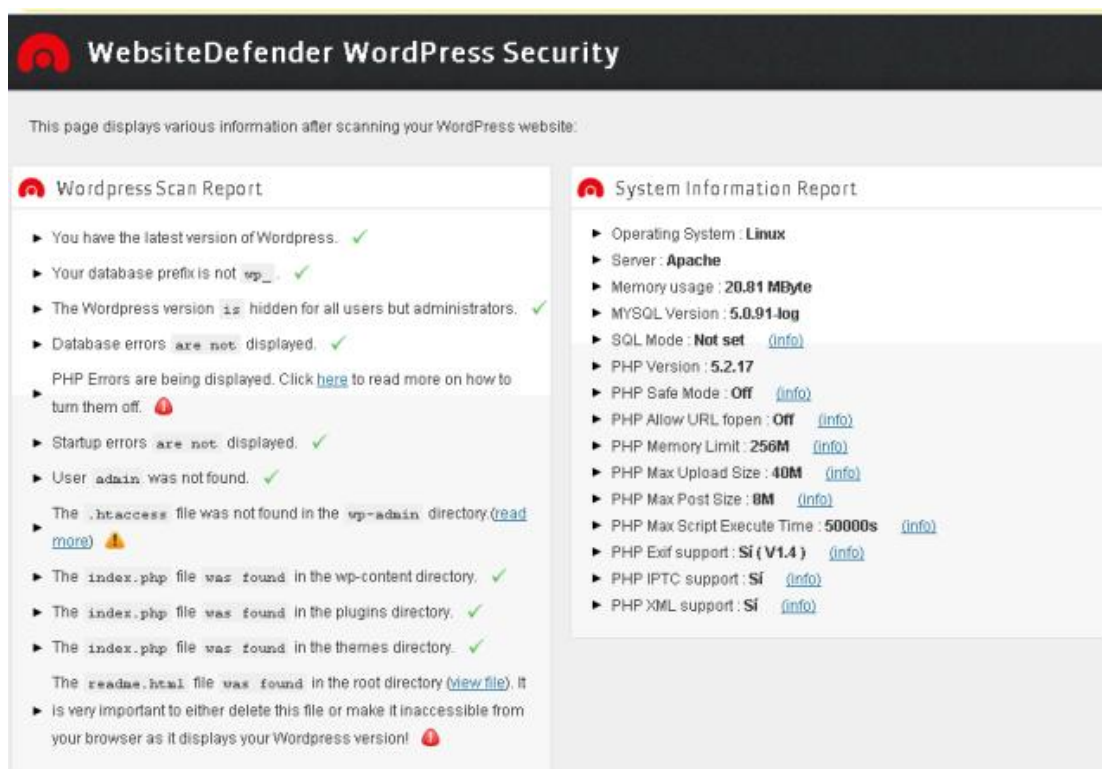 WebsiteDefender WordPress Security
This page displays various information after scanning your WordPress website:
Wordpress Scan Report
You have the latest version of Wordpress.
Your database prefix is not wp_ .
The Wordpress version is hidden for all users but administrators.
Database errors are not displayed.
PHP Errors are being displayed. Click here to read more on how to
turn them off.
Startup errors are not displayed.
User admin was not found.
The .htaccess file was not found in the wp-admin directory.(read
more)
The index.php file was found in the wp-content directory.
The index.php file was found in the plugins directory.
The index.php file was found in the themes directory.
The readme.html file was found in the root directory (view file). It
is very important to either delete this file or make it inaccessible from
your browser as it displays your Wordpress version!
System Information Report
Operating System : Linux
Server : Apache
Memory usage : 20.81 MByte
MYSQL Version : 5.0.91-log
SQL Mode : Not set (info)
PHP Version : 5.2.17
PHP Safe Mode : Off (info)
PHP Allow URL fopen : Off (info)
PHP Memory Limit : 256M (info)
PHP Max Upload Size : 40M (info)
PHP Max Post Size : 8M (info)
PHP Max Script Execute Time : 50000s (info)
PHP Exif support : Sí ( V1.4 ) (info)
PHP IPTC support : Sí (info)
PHP XML support : Sí (info)